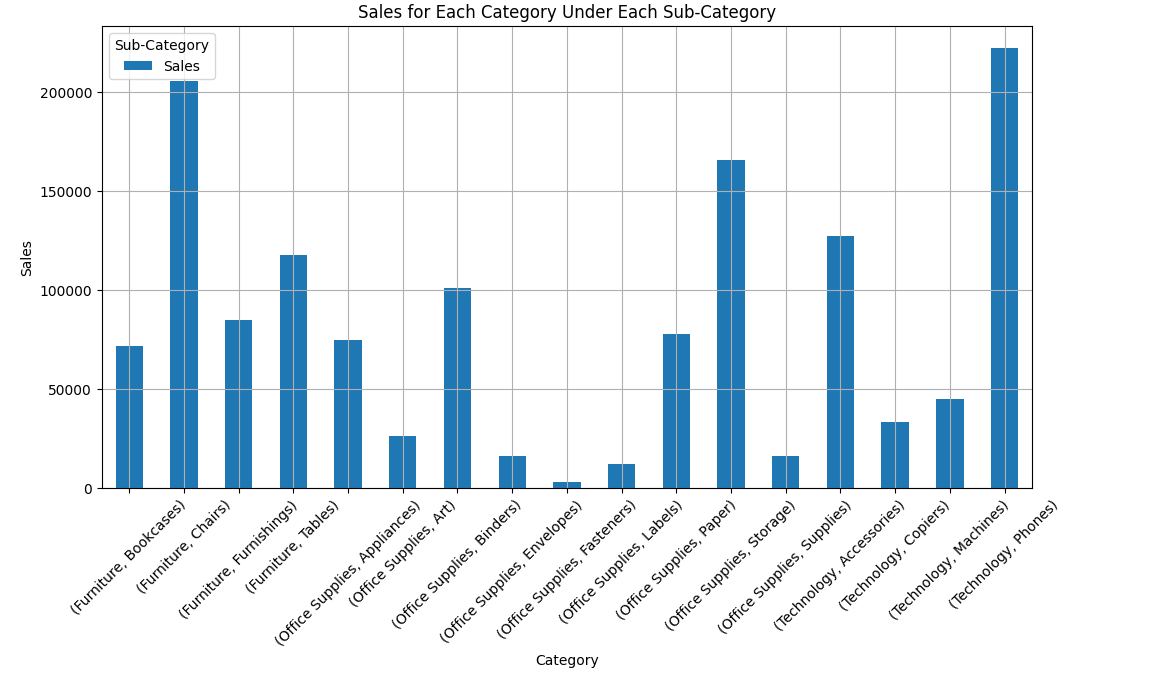 Sales for Each Category Under Each Sub-Category
Sub-Category
Sales
Sales
200000
150000
100000
50000
0
(Furniture, Bookcases)
(Furniture, Chairs)
(Furniture, Furnishings)
(Furniture, Tables)
(Office Supplies, Appliances)
(Office Supplies, Art)
(Office Supplies, Binders)
(Office Supplies, Envelopes)
(Office Supplies, Fasteners)
(Office Supplies, Labels)
(Office Supplies, Paper)
(Office Supplies, Storage)
(Office Supplies, Supplies)
(Technology, Accessories)
(Technology, Copiers)
(Technology, Machines)
(Technology, Phones)
Category